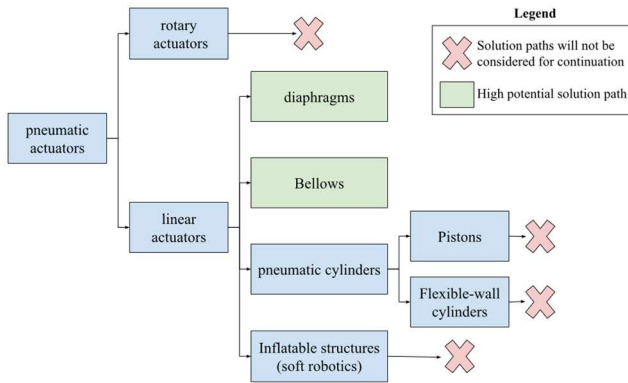 Legend
Solution paths will not be
considered for continuation
High potential solution path
rotary
actuators
diaphragms
pneumatic
actuators
Bellows
linear
actuators
Pistons
pneumatic cylinders
Flexible-wall
cylinders
Inflatable structures
(soft robotics)